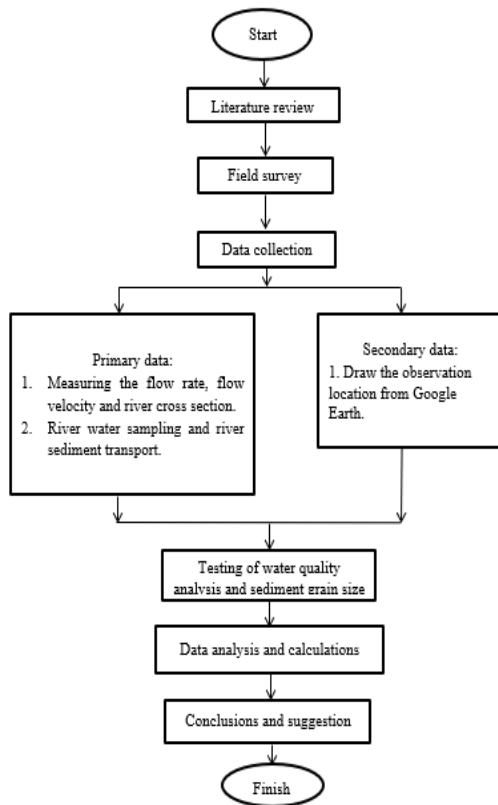 Start
Literature review
Field survey
Data collection
Primary data:
1. Measuring the flow rate, flow
velocity and river cross section.
2. River water sampling and river
sediment transport.
Secondary data:
1. Draw the observation
location from Google
Earth.
Testing of water quality
analysis and sediment grain size
Data analysis and calculations
Conclusions and suggestion
Finish